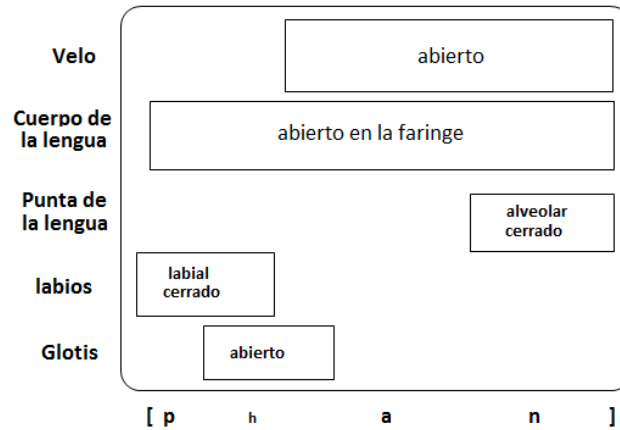 Velo
abierto
Cuerpo de
la lengua
abierto en la faringe
Punta de
la lengua
alveolar
cerrado
labios
labial
cerrado
Glotis
abierto
[ p h a n ]